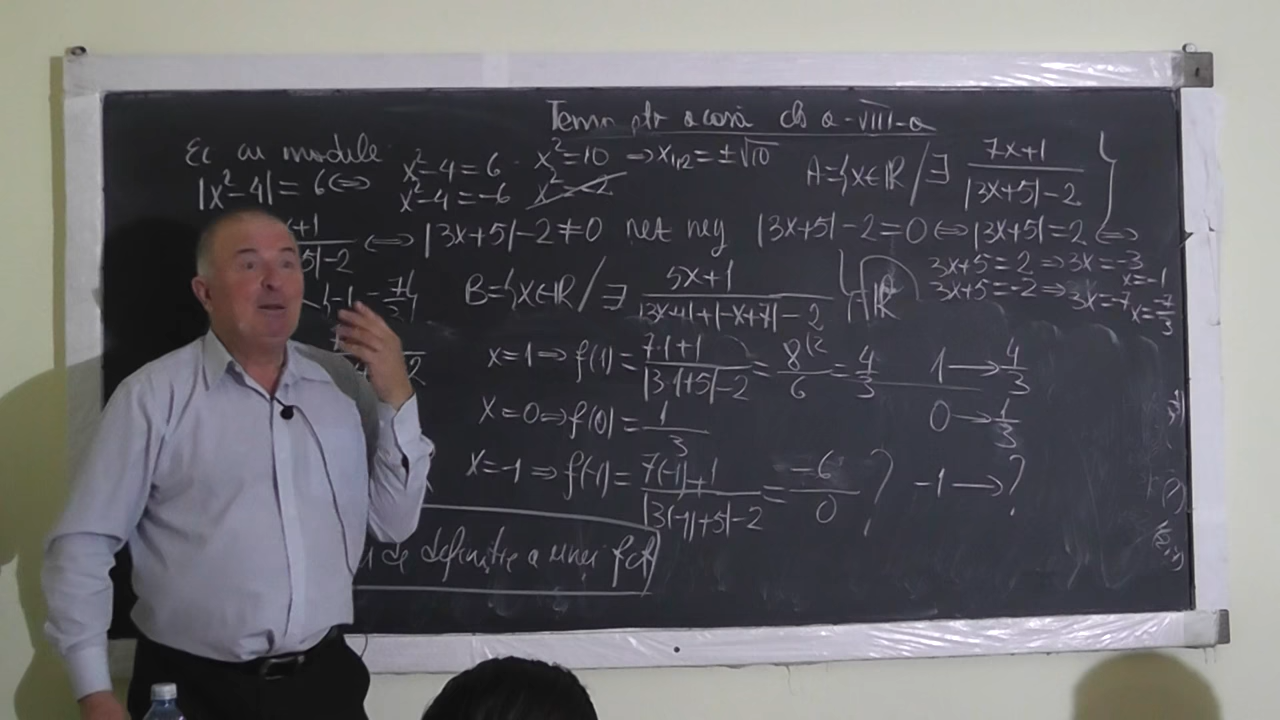 Tema ptr acasă cls a-VIII-a
Ec cu module
|x²-4|= 6 ⇔ x²-4=6 x²=10 ⇒ x₁,₂=±√10
x²-4=-6 x²=-2
A={x∈ℝ/∃ (7x+1)/(|3x+5|-2)}
⇔ |3x+5|-2≠0 net neg |3x+5|-2=0 ⇔ |3x+5|=2 ⇔
3x+5=2 ⇒ 3x=-3 x=-1
3x+5=-2 ⇒ 3x=-7 x=-7/3
B={x∈ℝ/∃ (5x+1)/(|3x+4|+|-x+7|-2)
x=1 ⇒ f(1)=(7·1+1)/(|3·1+5|-2)=8/6=4/3 1→4/3
x=0 ⇒ f(0)=1/3 0→1/3
x=-1 ⇒ f(-1)=(7(-1)+1)/(|3(-1)+5|-2)=-6/0 ? -1→?
de definiție a unei fct